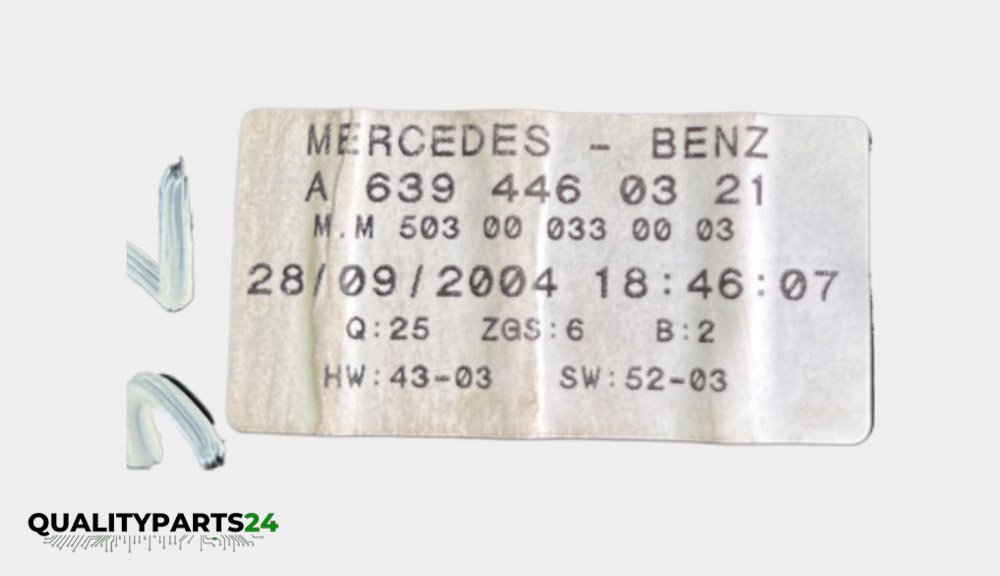 MERCEDES - BENZ
A 639 446 03 21
M.M 503 00 033 00 03
28/09/2004 18:46:07
Q:25 ZGS:6 B:2
HW:43-03 SW:52-03
QUALITYPARTS24